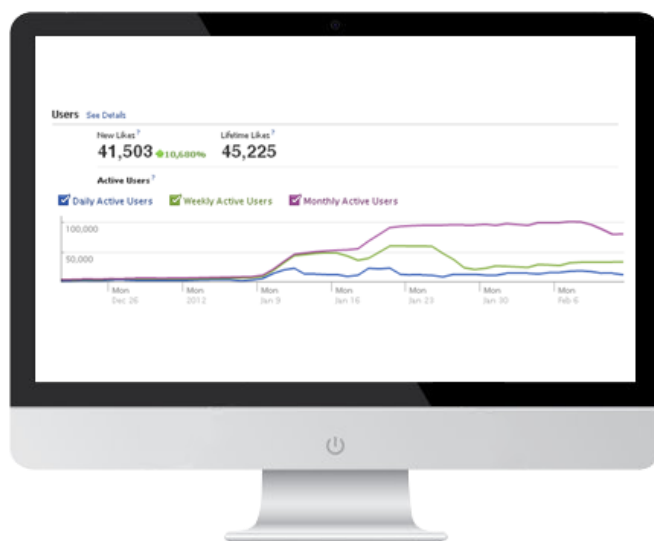 Users See Details
New Likes? Lifetime Likes?
41,503 10,680% 45,225
Active Users?
Daily Active Users Weekly Active Users Monthly Active Users
100,000
50,000
Mon Mon Mon Mon Mon Mon Mon
Dec 26 2012 Jan 9 Jan 16 Jan 23 Jan 30 Feb 6